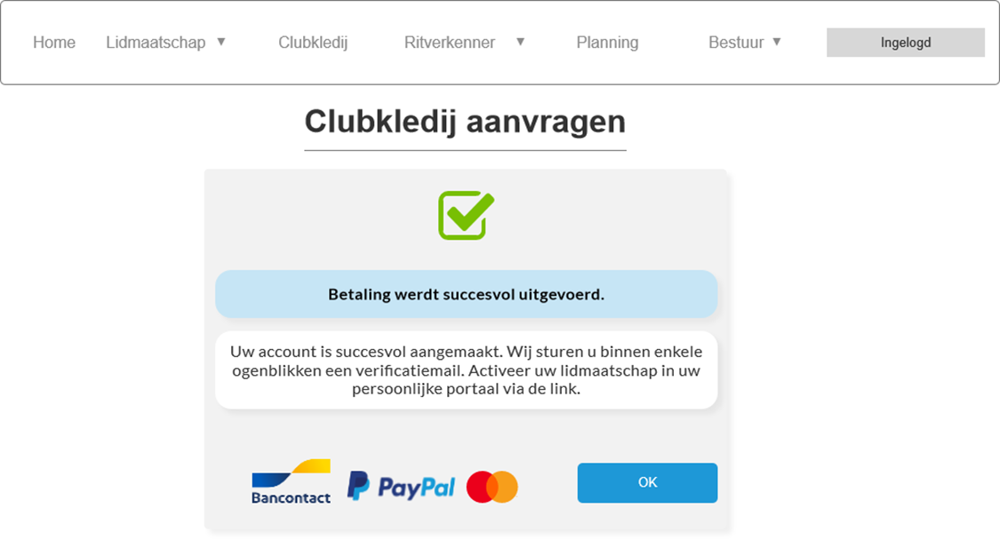 Home Lidmaatschap ▼ Clubkledij Ritverkenner ▼ Planning Bestuur ▼ Ingelogd
Clubkledij aanvragen
Betaling werdt succesvol uitgevoerd.
Uw account is succesvol aangemaakt. Wij sturen u binnen enkele
ogenblikken een verificatiemail. Activeer uw lidmaatschap in uw
persoonlijke portaal via de link.
Bancontact PayPal OK